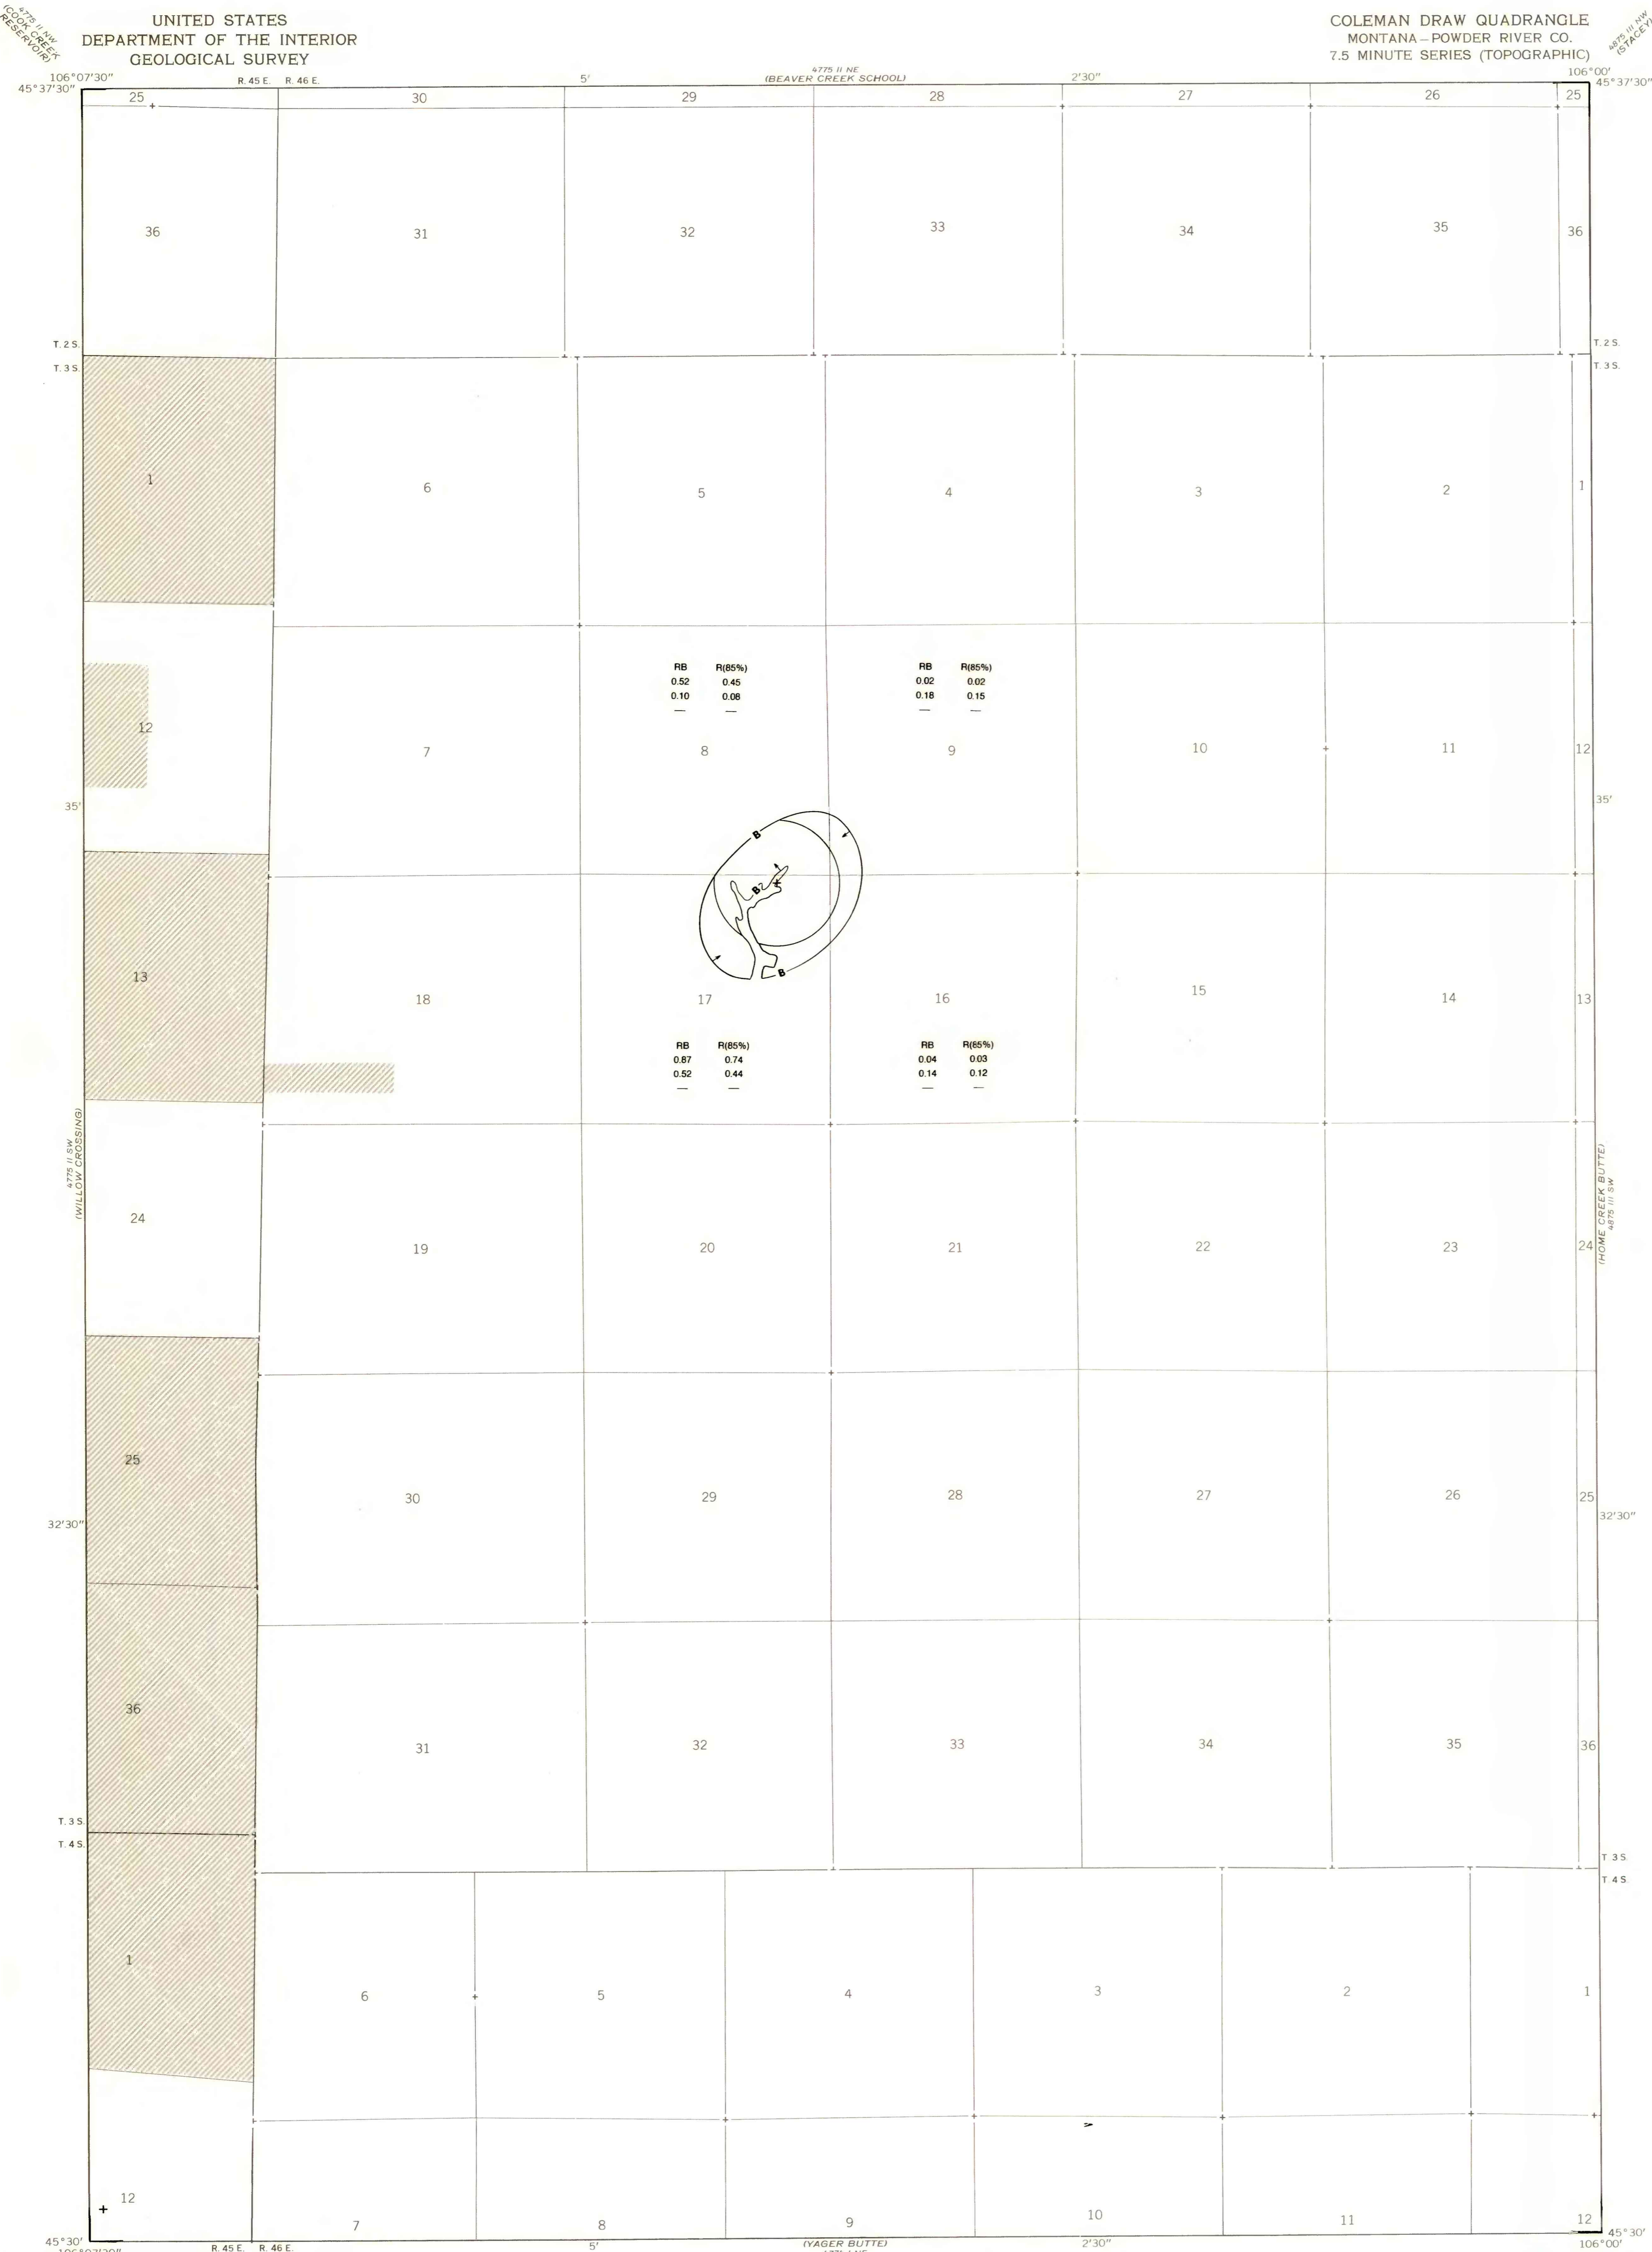 4775 II NW
(COOK CREEK
RESERVOIR)
UNITED STATES
DEPARTMENT OF THE INTERIOR
GEOLOGICAL SURVEY
COLEMAN DRAW QUADRANGLE
MONTANA – POWDER RIVER CO.
7.5 MINUTE SERIES (TOPOGRAPHIC)
4875 III NW
(STACEY)
106°07'30"
R. 45 E. R. 46 E.
5'
4775 II NE
(BEAVER CREEK SCHOOL)
2'30"
106°00'
45°37'30"
45°37'30"
25 30 29 28 27 26 25
36 31 32 33 34 35 36
T. 2 S.
T. 3 S.
T. 2 S.
T. 3 S.
1 6 5 4 3 2 1
RB R(85%)
0.52 0.45
0.10 0.08
— —
RB R(85%)
0.02 0.02
0.18 0.15
— —
12 7 8 9 10 11 12
35'
35'
B
B
B
13 18 17 16 15 14 13
RB R(85%)
0.87 0.74
0.52 0.44
— —
RB R(85%)
0.04 0.03
0.14 0.12
— —
4775 II SW
(WILLOW CROSSING)
(HOME CREEK BUTTE)
4875 III SW
24 19 20 21 22 23 24
25 30 29 28 27 26 25
32'30"
32'30"
36 31 32 33 34 35 36
T. 3 S.
T. 4 S.
T 3 S.
T 4 S.
1 6 5 4 3 2 1
12 7 8 9 10 11 12
45°30'
45°30'
R. 45 E. R. 46 E.
5'
(YAGER BUTTE)
2'30"
106°00'